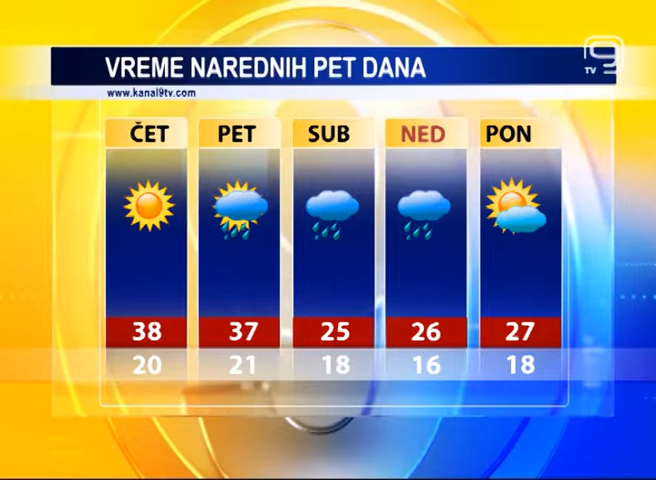 VREME NAREDNIH PET DANA
9
TV
www.kanal9tv.com
ČET PET SUB NED PON
38 37 25 26 27
20 21 18 16 18